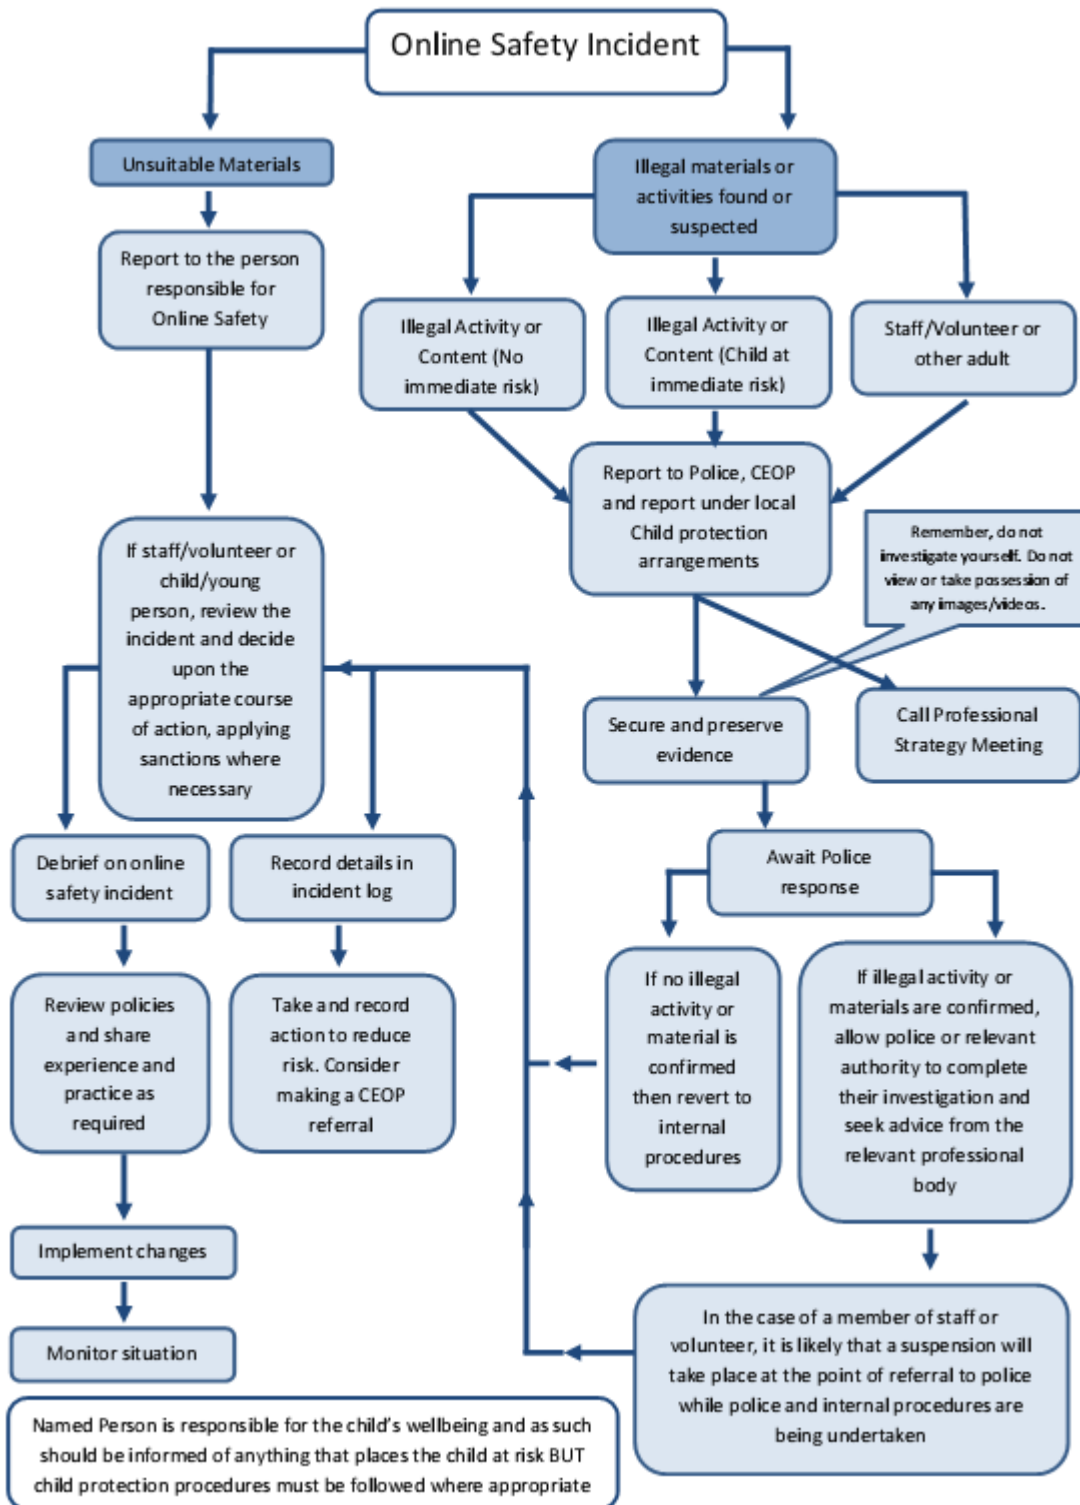 Online Safety Incident
Unsuitable Materials
Illegal materials or
activities found or
suspected
Report to the person
responsible for
Online Safety
Illegal Activity or
Content (No
immediate risk)
Illegal Activity or
Content (Child at
immediate risk)
Staff/Volunteer or
other adult
Report to Police, CEOP
and report under local
Child protection
arrangements
Remember, do not
investigate yourself. Do not
view or take possession of
any images/videos.
If staff/volunteer or
child/young
person, review the
incident and decide
upon the
appropriate course
of action, applying
sanctions where
necessary
Secure and preserve
evidence
Call Professional
Strategy Meeting
Debrief on online
safety incident
Record details in
incident log
Await Police
response
Review policies
and share
experience and
practice as
required
Take and record
action to reduce
risk. Consider
making a CEOP
referral
If no illegal
activity or
material is
confirmed
then revert to
internal
procedures
If illegal activity or
materials are confirmed,
allow police or relevant
authority to complete
their investigation and
seek advice from the
relevant professional
body
Implement changes
Monitor situation
In the case of a member of staff or
volunteer, it is likely that a suspension will
take place at the point of referral to police
while police and internal procedures are
being undertaken
Named Person is responsible for the child's wellbeing and as such
should be informed of anything that places the child at risk BUT
child protection procedures must be followed where appropriate